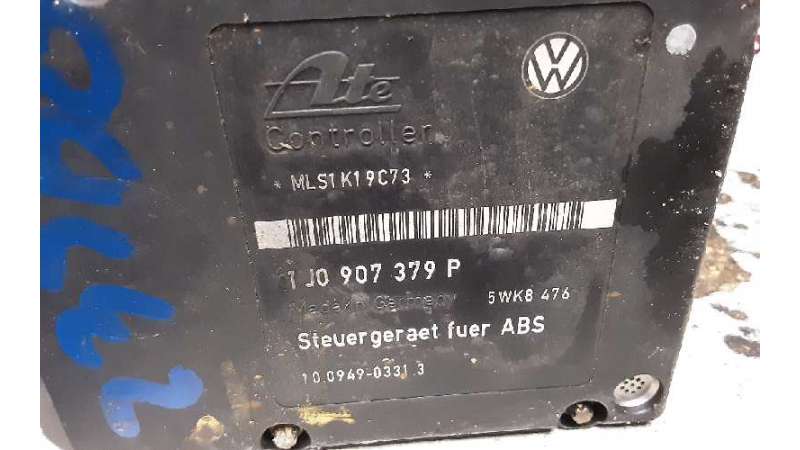 Ate
Controller
* MLS1K19C73 *
1J0 907 379 P
Made in Germany 5WK8 476
Steuergeraet fuer ABS
10.0949-0331.3